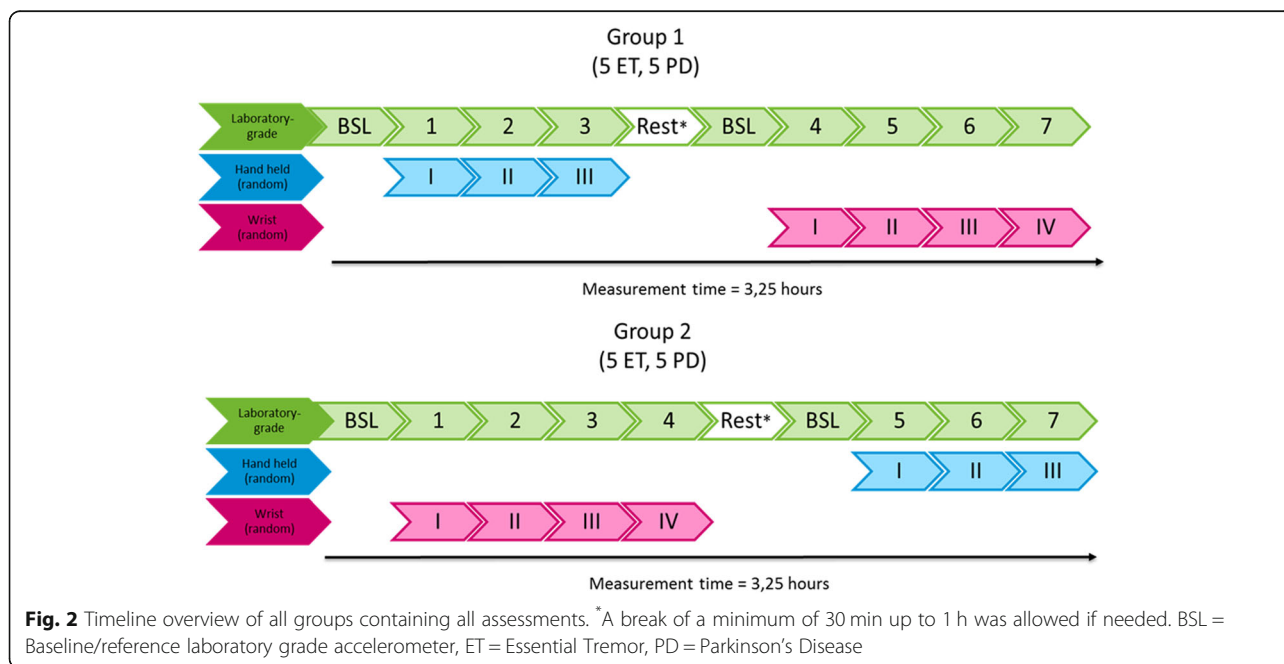 Group 1
(5 ET, 5 PD)
Laboratory-
grade
BSL
1
2
3
Rest*
BSL
4
5
6
7
Hand held
(random)
I
II
III
Wrist
(random)
I
II
III
IV
Measurement time = 3,25 hours
Group 2
(5 ET, 5 PD)
Laboratory-
grade
BSL
1
2
3
4
Rest*
BSL
5
6
7
Hand held
(random)
I
II
III
Wrist
(random)
I
II
III
IV
Measurement time = 3,25 hours
Fig. 2 Timeline overview of all groups containing all assessments. *A break of a minimum of 30 min up to 1 h was allowed if needed. BSL =
Baseline/reference laboratory grade accelerometer, ET = Essential Tremor, PD = Parkinson's Disease